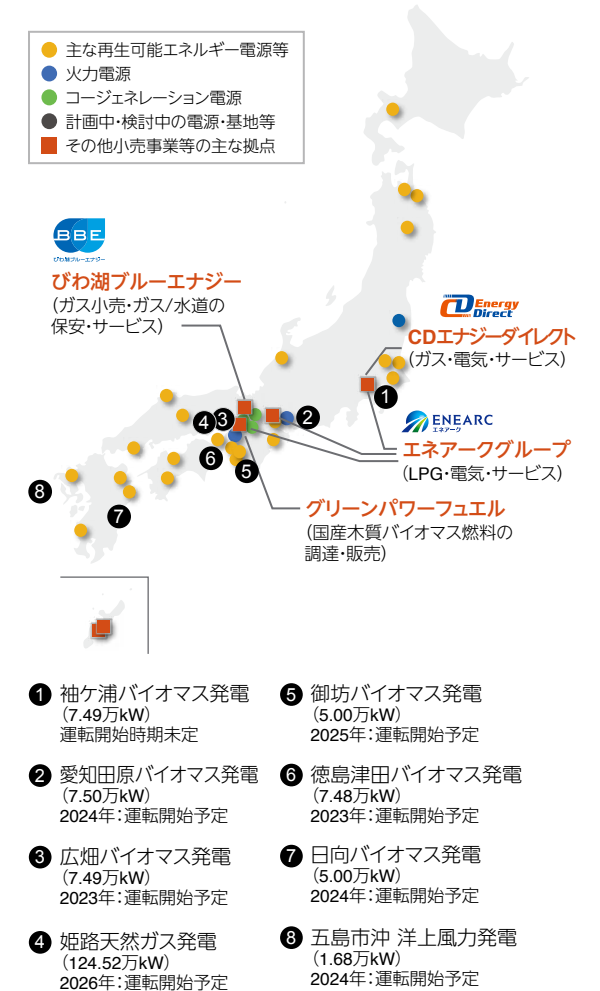 主な再生可能エネルギー電源等
火力電源
コージェネレーション電源
計画中・検討中の電源・基地等
その他小売事業等の主な拠点
BBE
びわ湖ブルーエナジー
びわ湖ブルーエナジー
(ガス小売・ガス/水道の
保安・サービス)
CD Energy
Direct
CDエナジーダイレクト
(ガス・電気・サービス)
1
ENEARC
エネアーク
エネアークグループ
(LPG・電気・サービス)
4 3 2
6 5
8 7
グリーンパワーフュエル
(国産木質バイオマス燃料の
調達・販売)
1 袖ケ浦バイオマス発電
(7.49万kW)
運転開始時期未定
2 愛知田原バイオマス発電
(7.50万kW)
2024年:運転開始予定
3 広畑バイオマス発電
(7.49万kW)
2023年:運転開始予定
4 姫路天然ガス発電
(124.52万kW)
2026年:運転開始予定
5 御坊バイオマス発電
(5.00万kW)
2025年:運転開始予定
6 徳島津田バイオマス発電
(7.48万kW)
2023年:運転開始予定
7 日向バイオマス発電
(5.00万kW)
2024年:運転開始予定
8 五島市沖 洋上風力発電
(1.68万kW)
2024年:運転開始予定